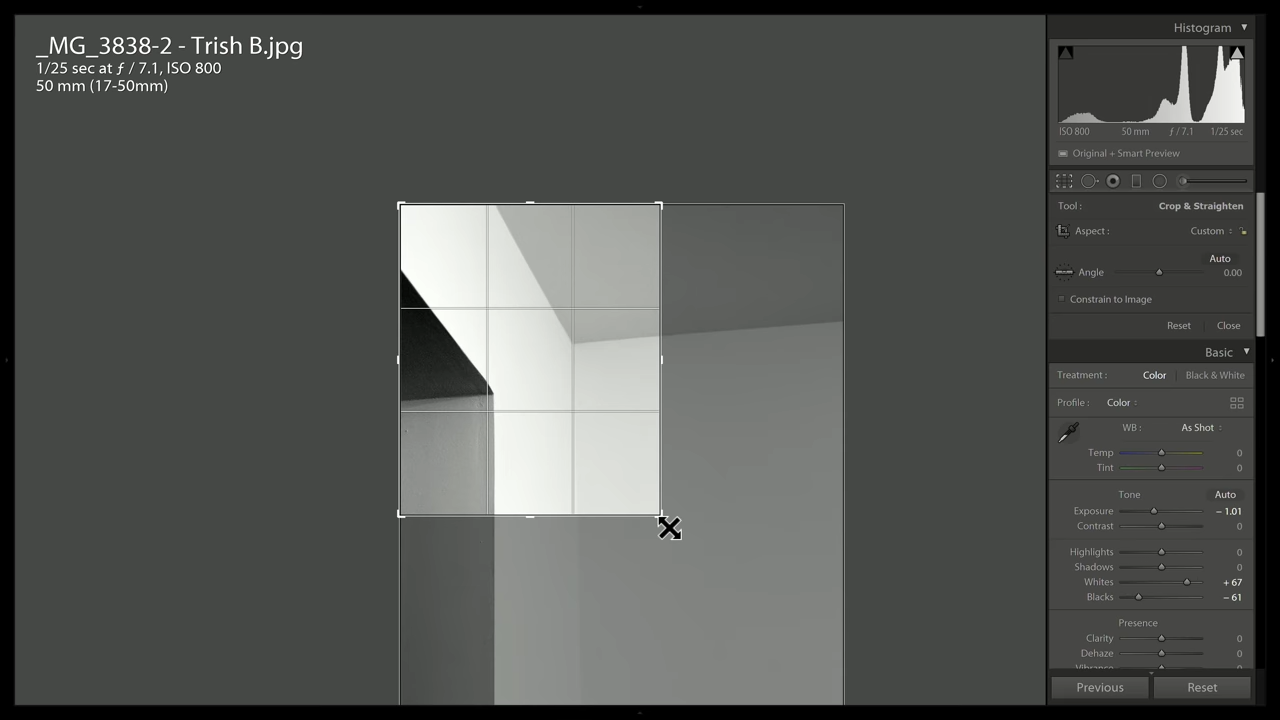 _MG_3838-2 - Trish B.jpg
1/25 sec at ƒ / 7.1, ISO 800
50 mm (17-50mm)
Histogram
ISO 800 50 mm ƒ / 7.1 1/25 sec
Original + Smart Preview
Tool : Crop & Straighten
Aspect : Custom
Auto
Angle 0.00
Constrain to Image
Reset Close
Basic
Treatment : Color Black & White
Profile : Color
WB : As Shot
Temp 0
Tint 0
Tone Auto
Exposure – 1.01
Contrast 0
Highlights 0
Shadows 0
Whites + 67
Blacks – 61
Presence
Clarity 0
Dehaze 0
Vibrance
Previous Reset